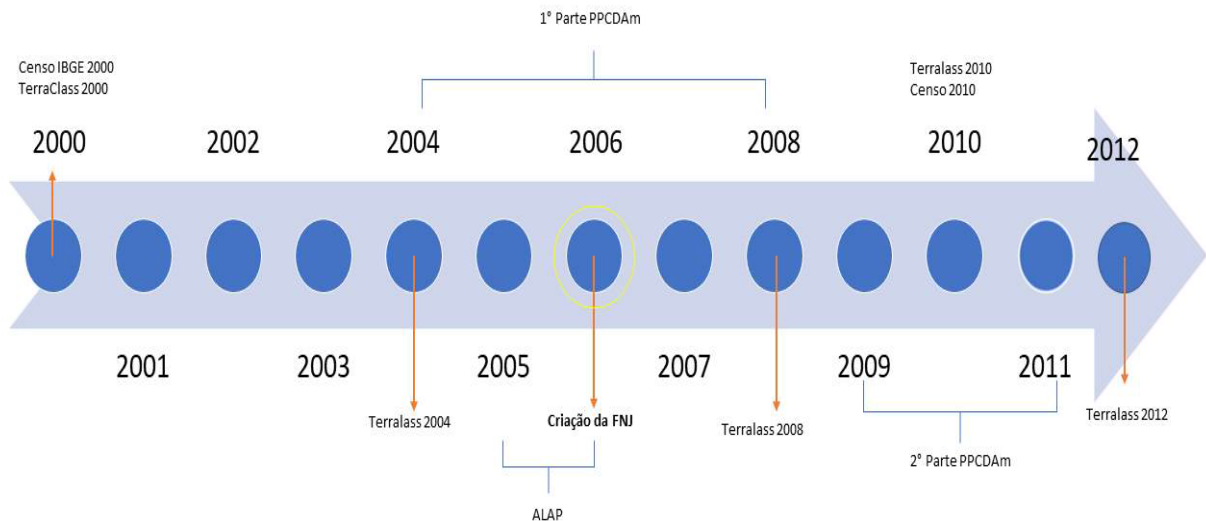 1° Parte PPCDAm
Censo IBGE 2000
TerraClass 2000
Terralass 2010
Censo 2010
2000
2002
2004
2006
2008
2010
2012
2001
2003
2005
2007
2009
2011
Terralass 2004
Criação da FNJ
Terralass 2008
Terralass 2012
2° Parte PPCDAm
ALAP